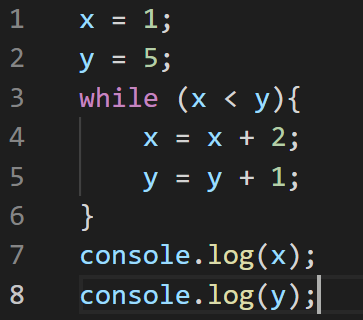 1 x = 1;
2 y = 5;
3 while (x < y){
4     x = x + 2;
5     y = y + 1;
6 }
7 console.log(x);
8 console.log(y);